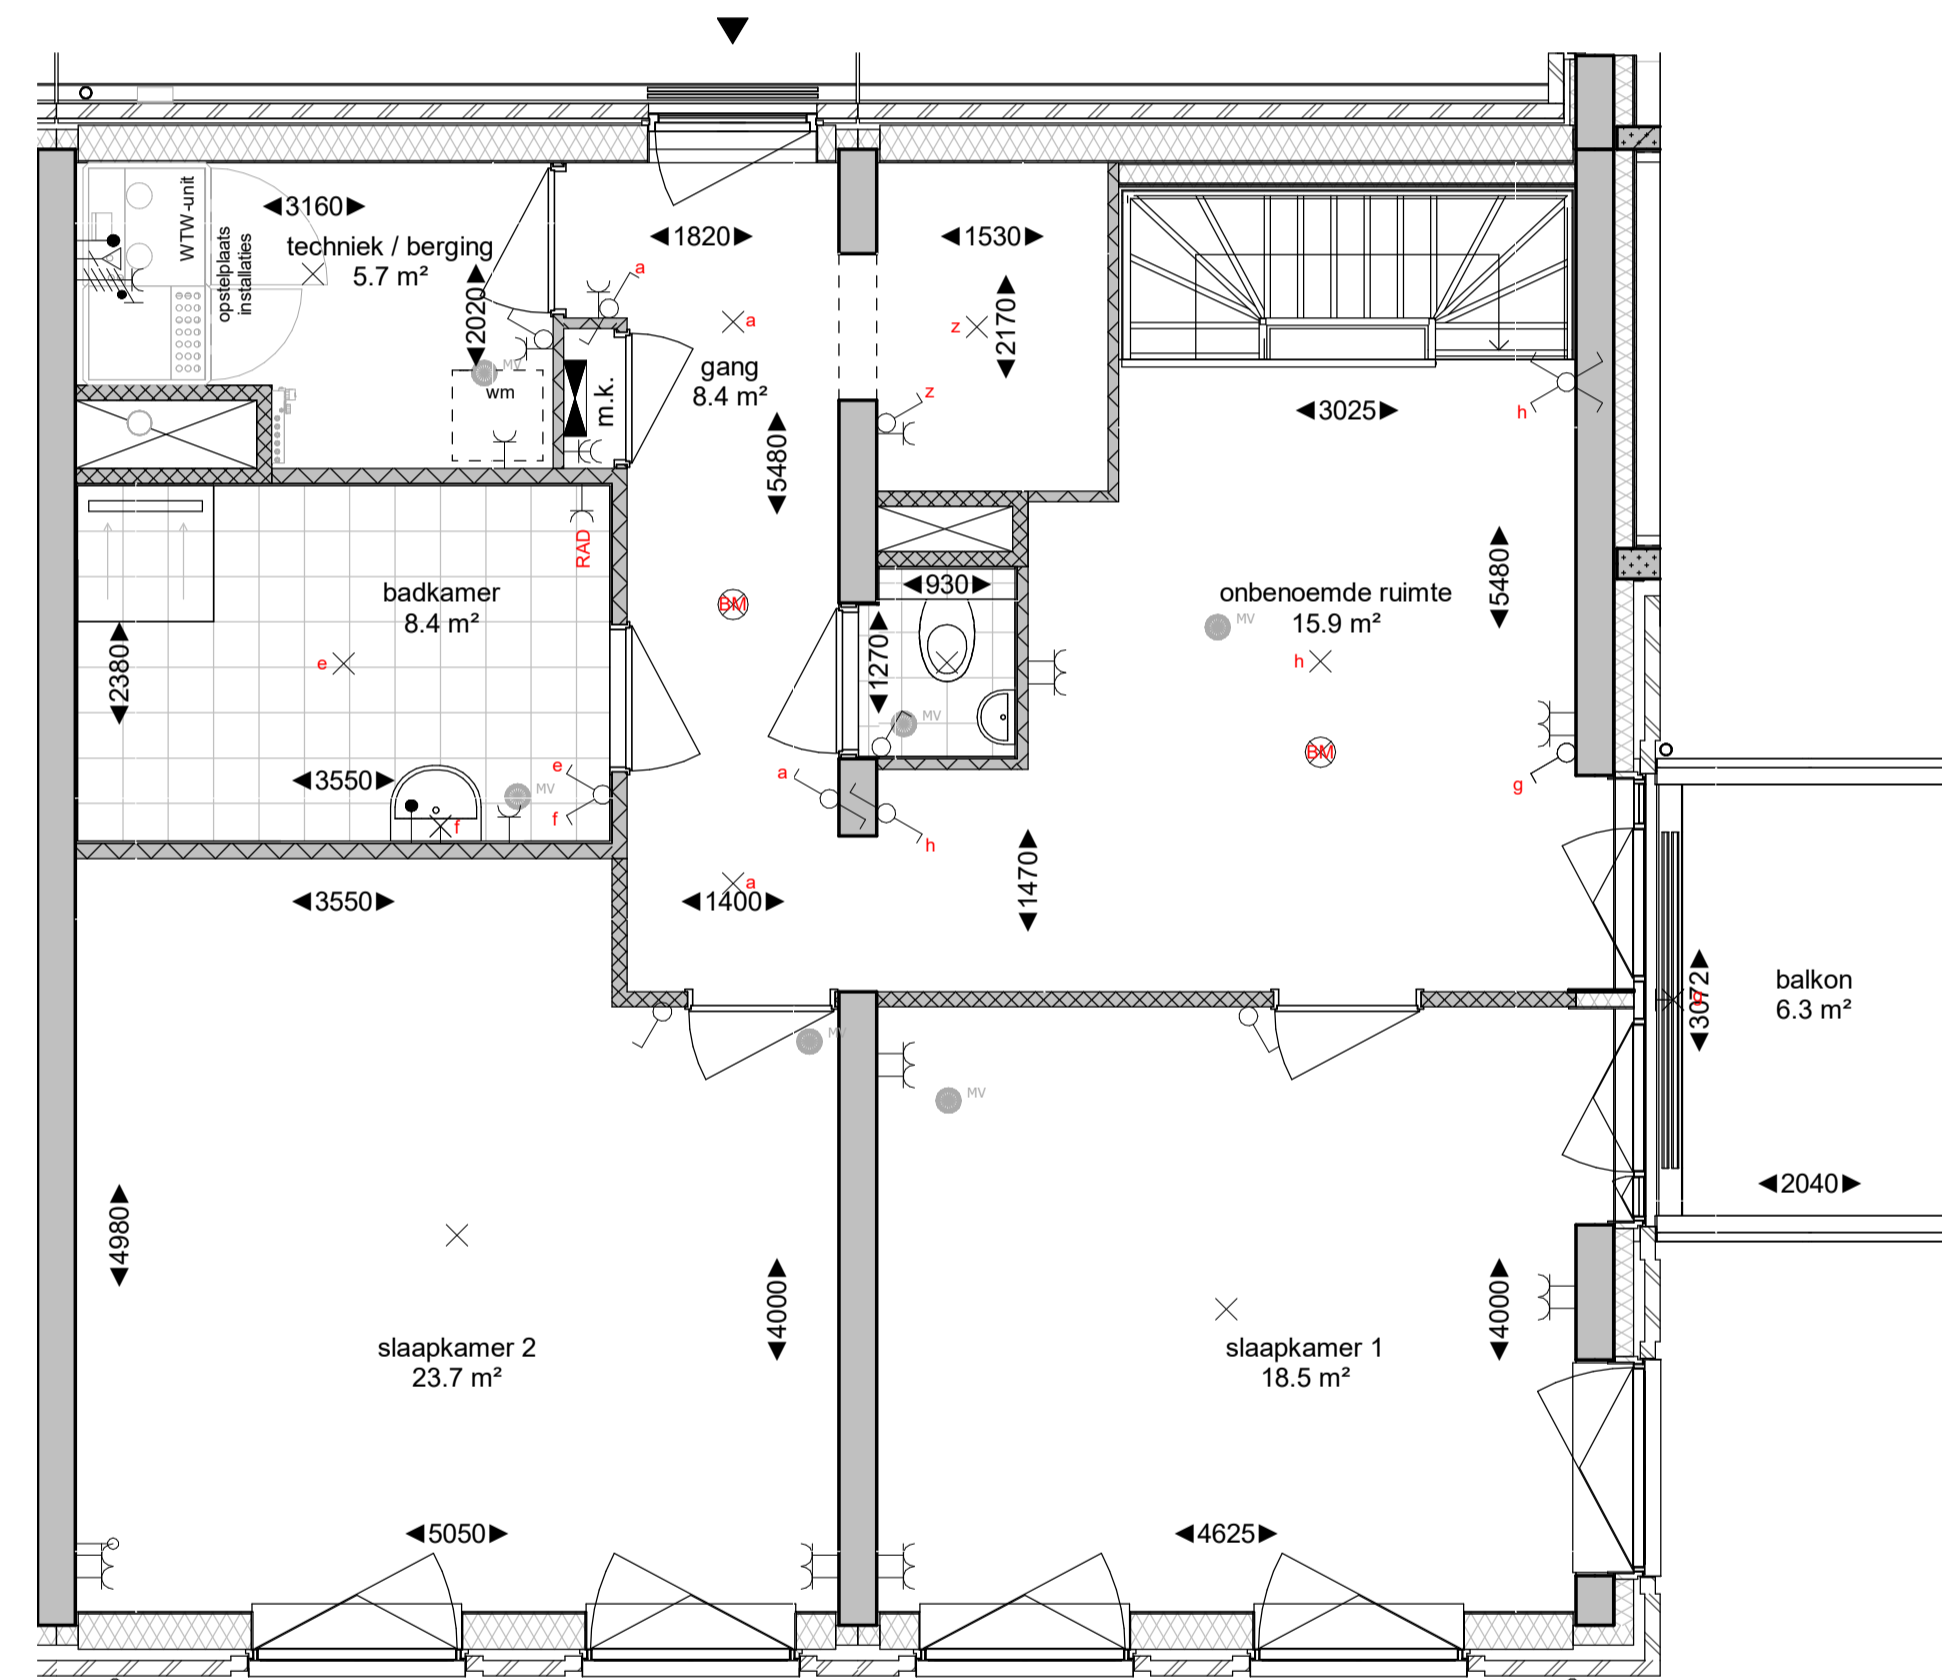 WTW-unit
opstelplaats
installaties
3160
techniek / berging
5.7 m²
2020
MV
wm
m.k.
1820
a
a
gang
8.4 m²
5480
1530
z
2170
z
3025
h
RAD
badkamer
8.4 m²
2380
e
3550
MV
e
f
f
BM
930
1270
MV
a
h
onbenoemde ruimte
15.9 m²
5480
MV
h
BM
g
3550
a
1400
1470
balkon
6.3 m²
3072
g
2040
MV
MV
4980
4000
4000
slaapkamer 2
23.7 m²
slaapkamer 1
18.5 m²
5050
4625